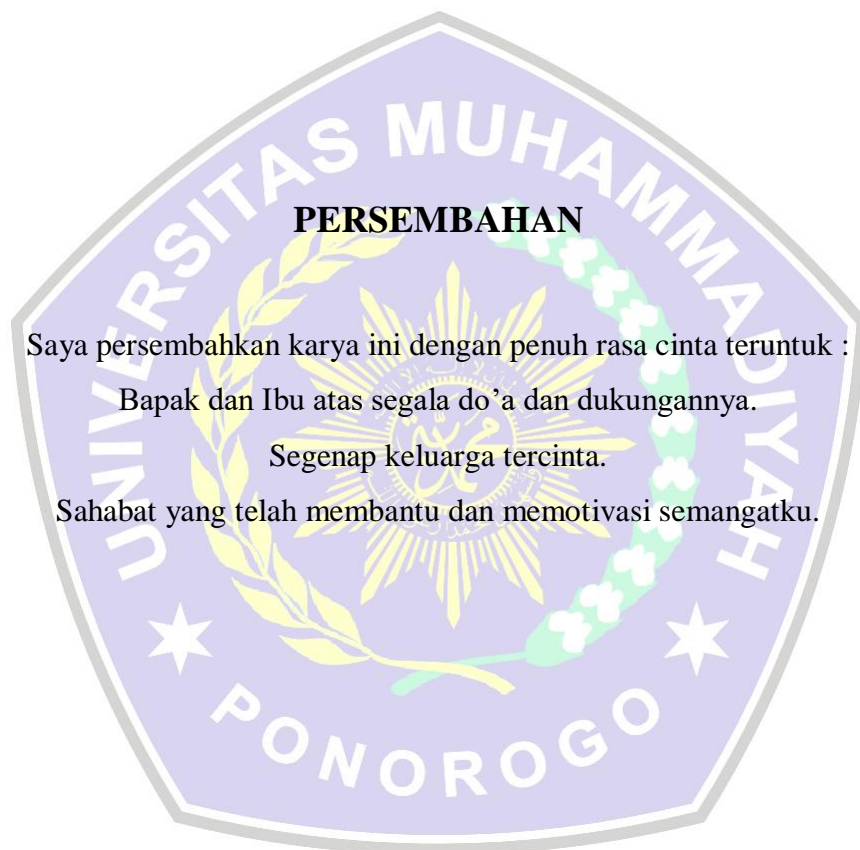 UNIVERSITAS MUHAMMADIYAH
PERSEMBAHAN
Saya persembahkan karya ini dengan penuh rasa cinta teruntuk :
Bapak dan Ibu atas segala do’a dan dukungannya.
Segenap keluarga tercinta.
Sahabat yang telah membantu dan memotivasi semangatku.
PONOROGO